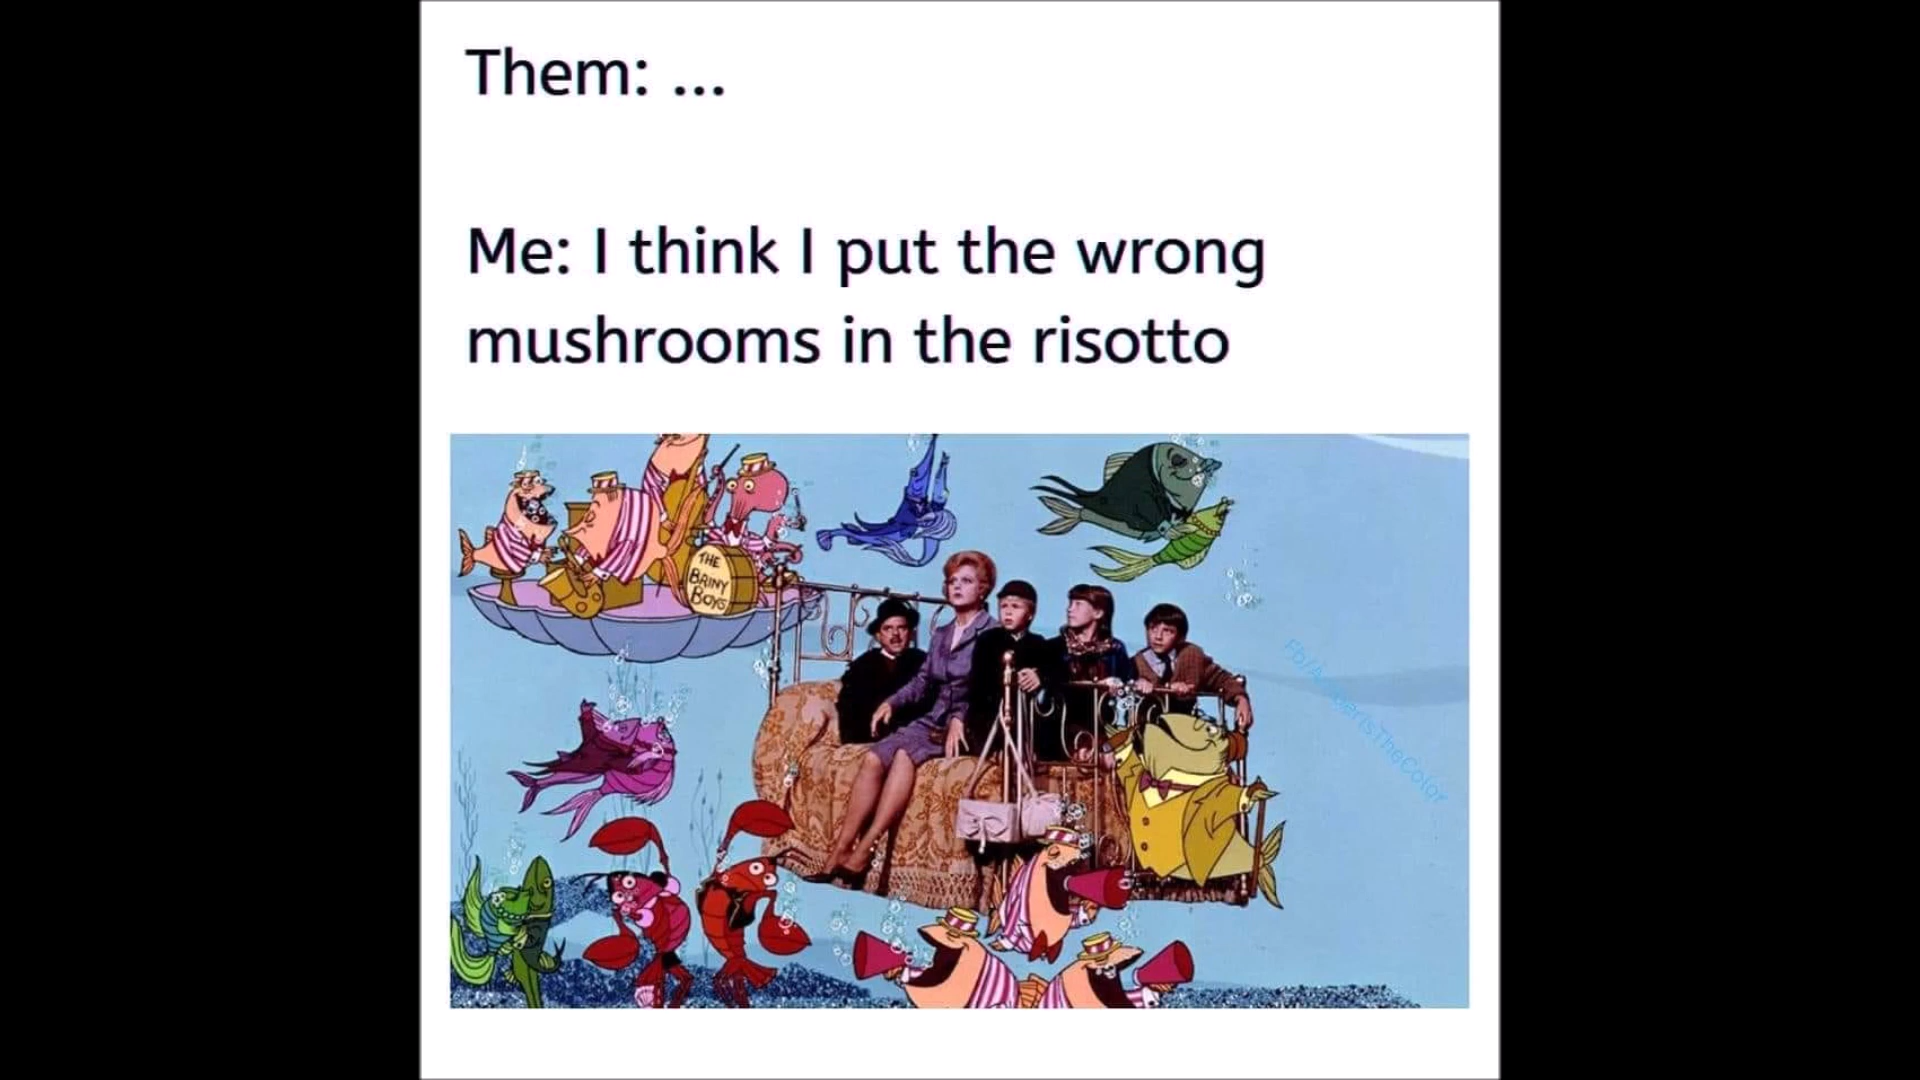 Them: ...
Me: I think I put the wrong
mushrooms in the risotto
THE
BRINY
BOYS